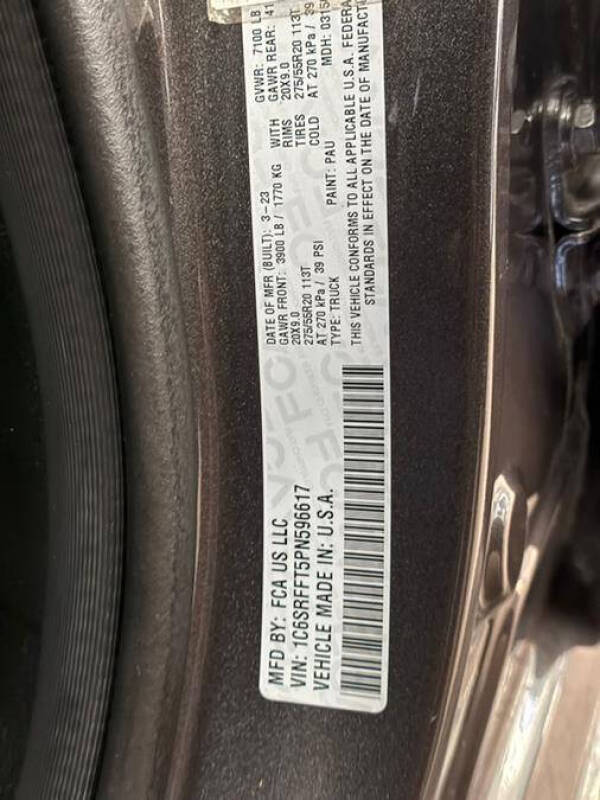 MFD BY: FCA US LLC
VIN: 1C6SRFFT5PN596617
VEHICLE MADE IN: U.S.A.
DATE OF MFR (BUILT): 3-23 GVWR: 7100 LB
GAWR FRONT: 3900 LB / 1770 KG WITH GAWR REAR: 41
20X9.0 RIMS 20X9.0
275/55R20 113T TIRES 275/55R20 113T
AT 270 kPa / 39 PSI COLD AT 270 kPa / 39
TYPE: TRUCK PAINT: PAU MDH: 0315
THIS VEHICLE CONFORMS TO ALL APPLICABLE U.S.A. FEDERA
STANDARDS IN EFFECT ON THE DATE OF MANUFACT